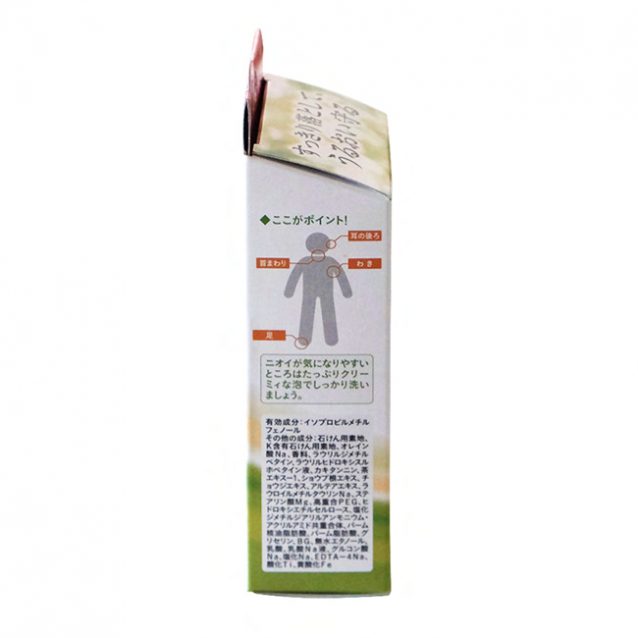 すっきり落として、
うるおい守る
◆ここがポイント!
耳の後ろ
首まわり
わき
足
ニオイが気になりやすい
ところはたっぷりクリー
ミィな泡でしっかり洗い
ましょう。
有効成分:イソプロピルメチル
フェノール
その他の成分:石けん用素地、
K含有石けん用素地、オレイン
酸Na、香料、ラウリルジメチル
ベタイン、ラウリルヒドロキシスル
ホベタイン液、カキタンニン、茶
エキス-1、ショウブ根エキス、チ
ョウジエキス、アルテアエキス、ラ
ウロイルメチルタウリンNa、ステ
アリン酸Mg、高重合PEG、ヒ
ドロキシエチルセルロース、塩化
ジメチルジアリルアンモニウム・
アクリルアミド共重合体、パーム
核油脂肪酸、パーム脂肪酸、グ
リセリン、BG、無水エタノール、
乳酸、乳酸Na液、グルコン酸
Na、塩化Na、EDTA-4Na、
酸化Ti、黄酸化Fe